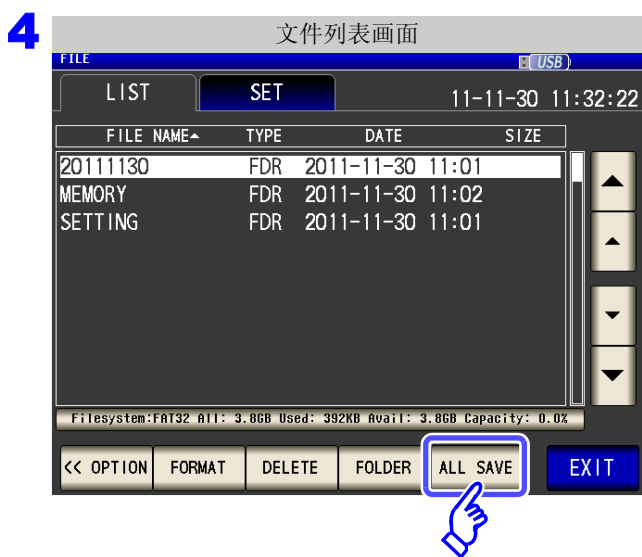 4
文件列表画面
FILE
USB
LIST SET 11-11-30 11:32:22
FILE NAME TYPE DATE SIZE
20111130 FDR 2011-11-30 11:01
MEMORY FDR 2011-11-30 11:02
SETTING FDR 2011-11-30 11:01
Filesystem:FAT32 All: 3.8GB Used: 392KB Avail: 3.8GB Capacity: 0.0%
<< OPTION FORMAT DELETE FOLDER ALL SAVE EXIT